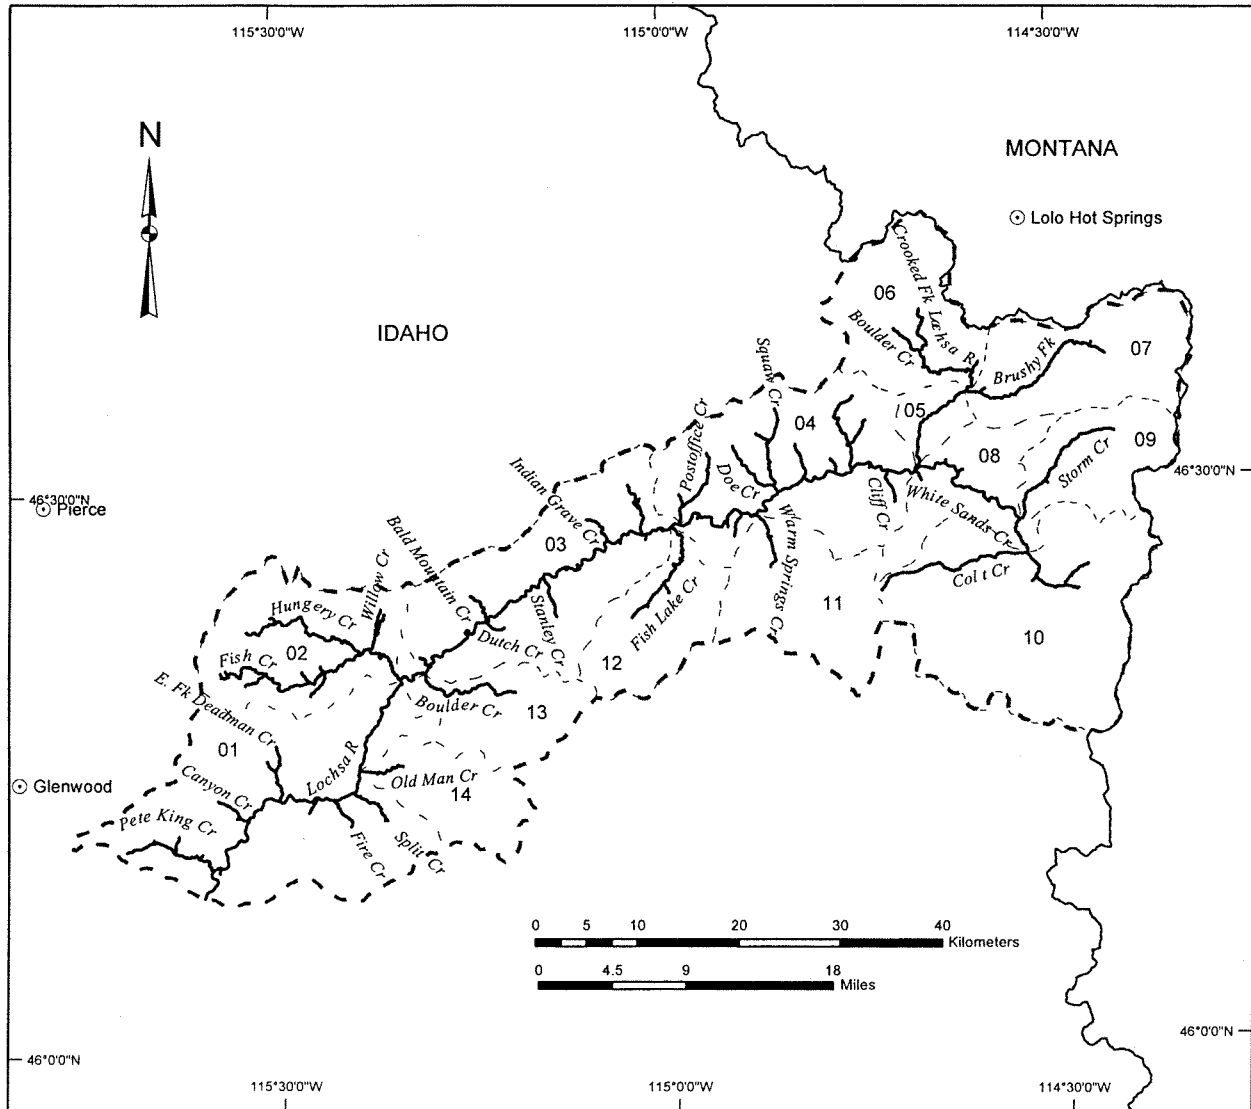 115°30'0"W
115°0'0"W
114°30'0"W
N
MONTANA
Lolo Hot Springs
IDAHO
Crooked Fk Lochsa R
06
Boulder Cr
Brushy Fk
07
Squaw Cr
04
05
Postoffice Cr
08
09
Storm Cr
Indian Grave Cr
Doe Cr
46°30'0"N
46°30'0"N
Pierce
Cliff Cr
White Sands Cr
Warm Springs Cr
Bald Mountain Cr
03
Willow Cr
Colt Cr
Hungery Cr
Stanley Cr
Fish Lake Cr
11
Dutch Cr
10
02
Fish Cr
12
E. Fk Deadman Cr
Boulder Cr
13
01
Lochsa R
Old Man Cr
14
Glenwood
Canyon Cr
Pete King Cr
Fire Cr
Split Cr
0 5 10 20 30 40
Kilometers
0 4.5 9 18
Miles
46°0'0"N
46°0'0"N
115°30'0"W
115°0'0"W
114°30'0"W